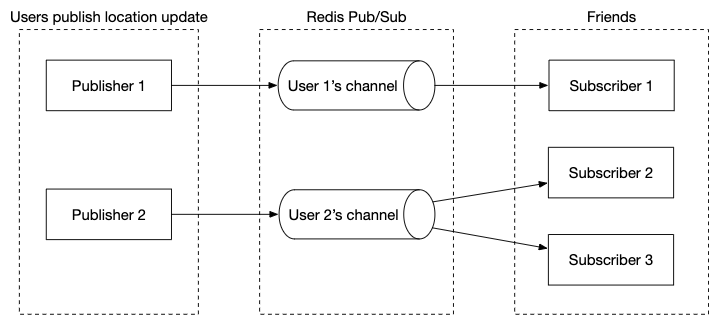 Users publish location update
Redis Pub/Sub
Friends
Publisher 1
User 1's channel
Subscriber 1
Subscriber 2
Publisher 2
User 2's channel
Subscriber 3